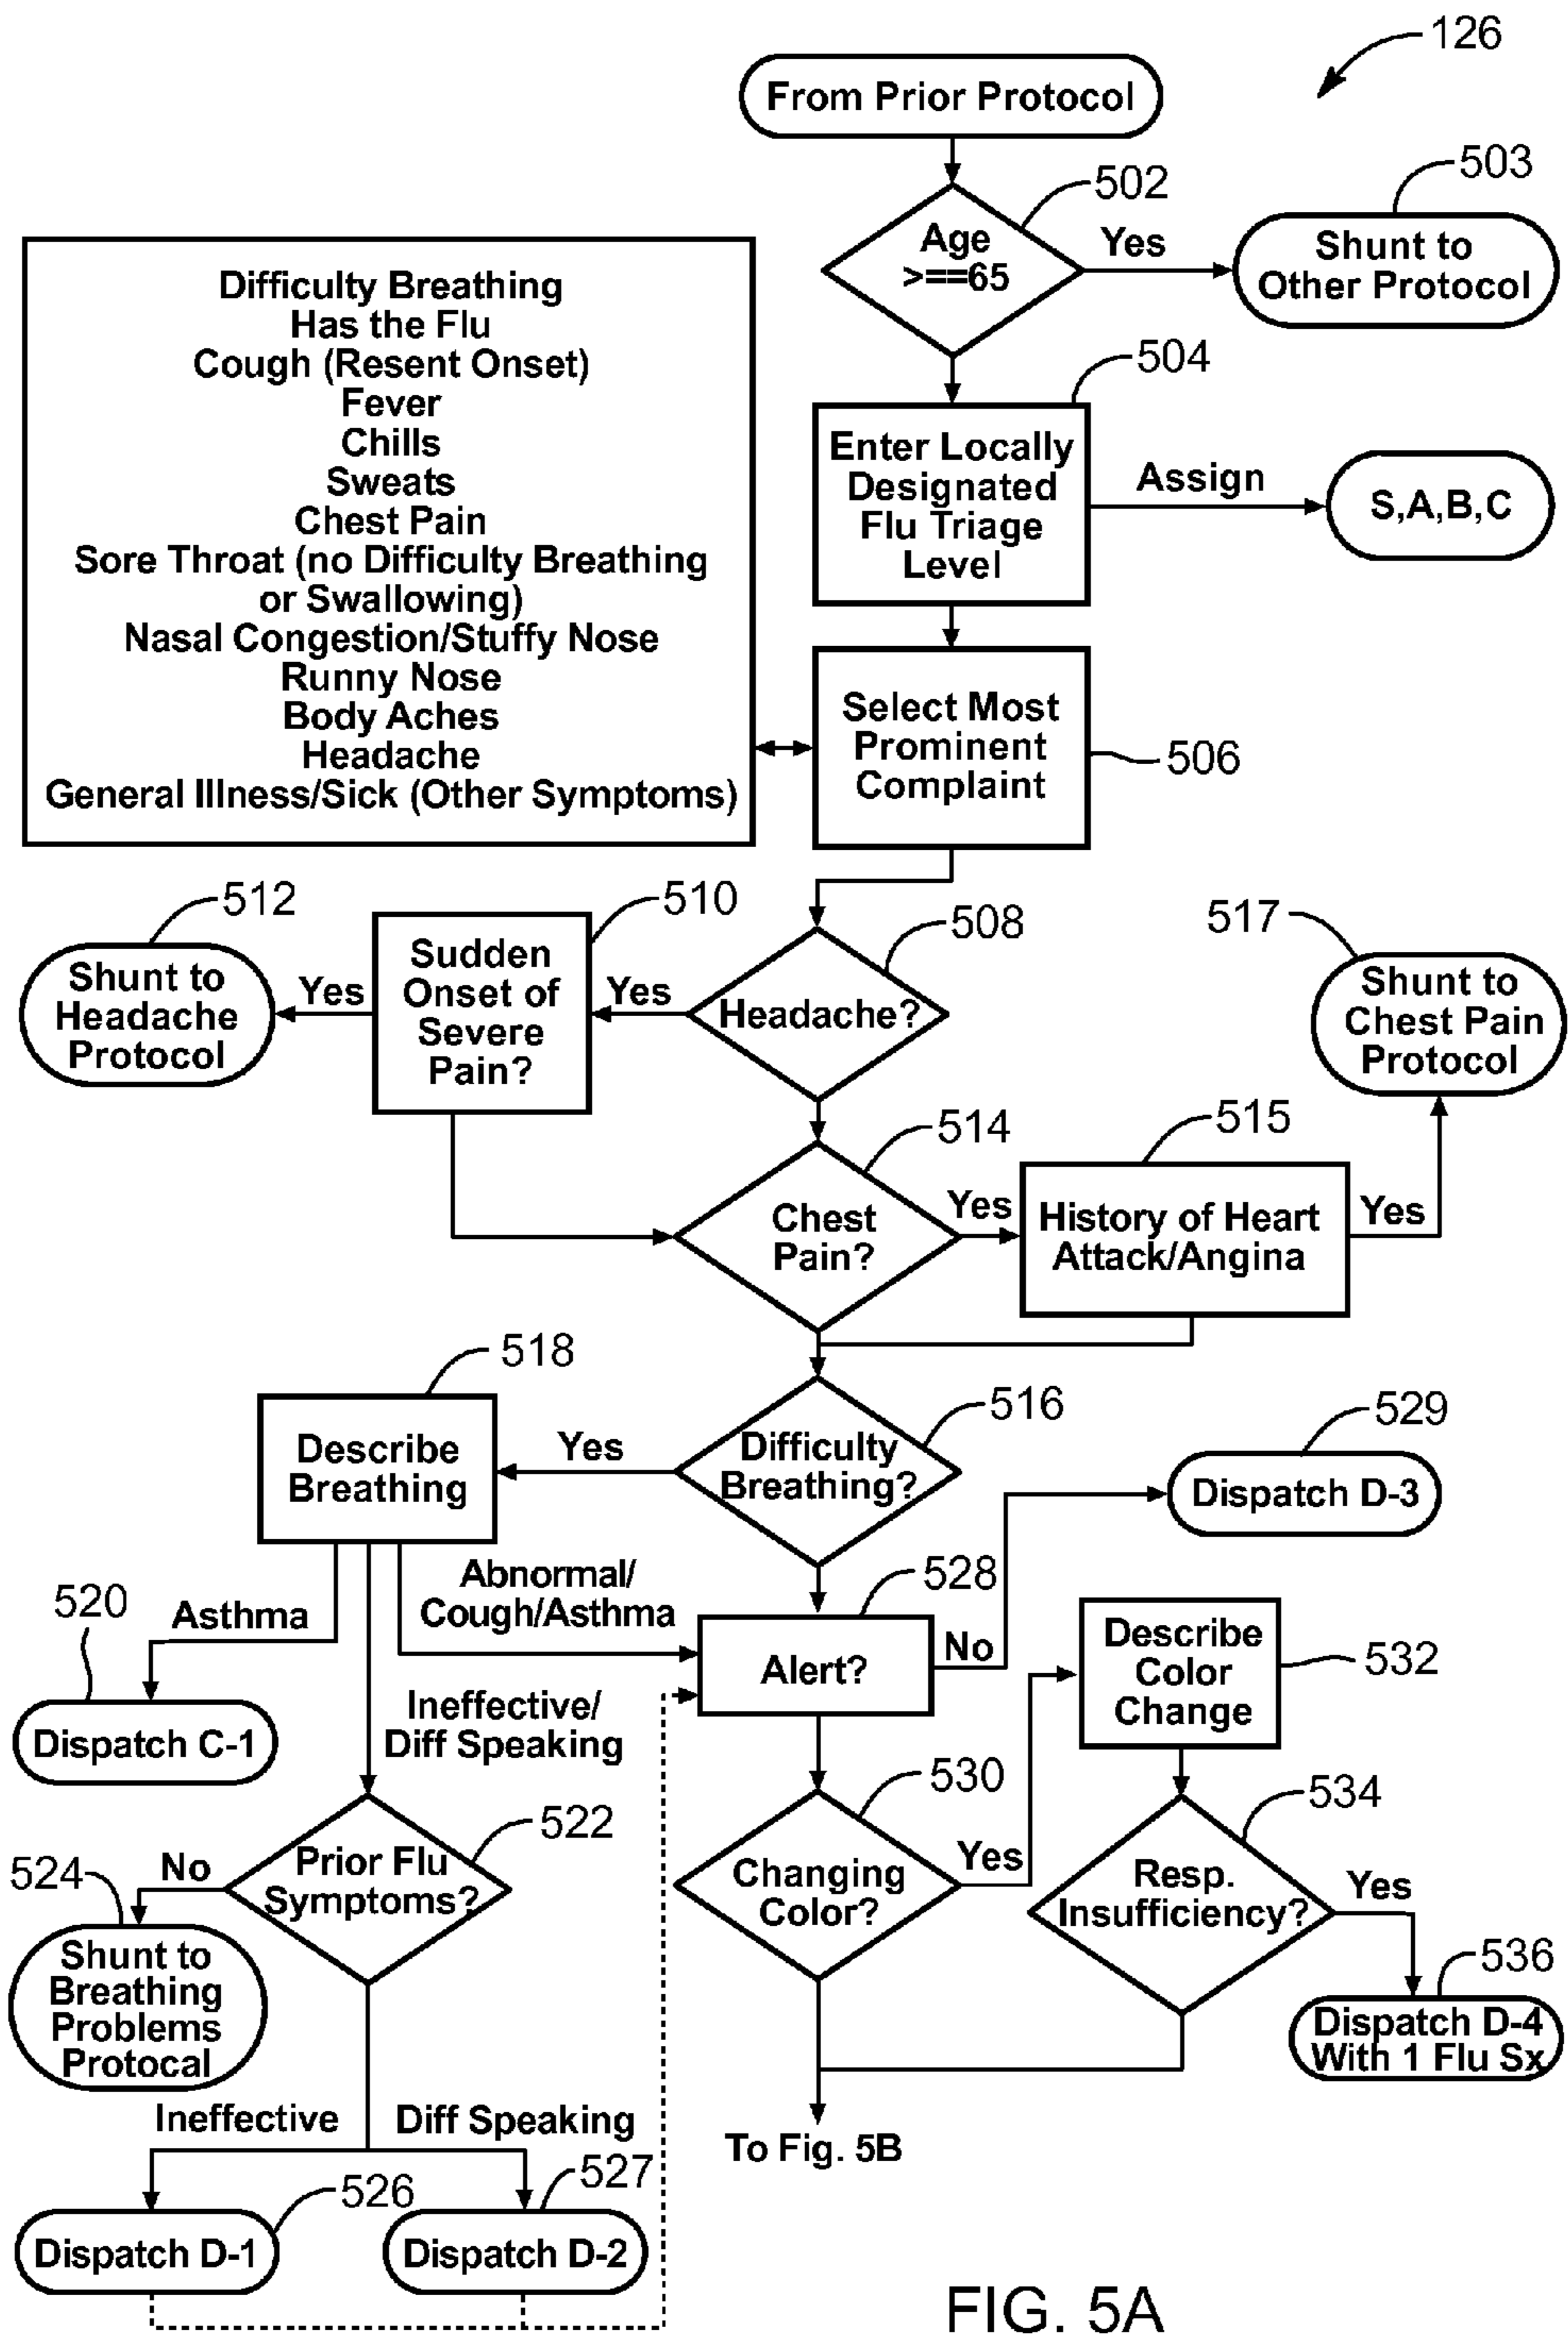 126
From Prior Protocol
502
503
Age
>==65
Yes
Shunt to
Other Protocol
Difficulty Breathing
Has the Flu
Cough (Resent Onset)
Fever
Chills
Sweats
Chest Pain
Sore Throat (no Difficulty Breathing
or Swallowing)
Nasal Congestion/Stuffy Nose
Runny Nose
Body Aches
Headache
General Illness/Sick (Other Symptoms)
504
Enter Locally
Designated
Flu Triage
Level
Assign
S,A,B,C
Select Most
Prominent
Complaint
506
512
510
508
517
Shunt to
Headache
Protocol
Yes
Sudden
Onset of
Severe
Pain?
Yes
Headache?
Shunt to
Chest Pain
Protocol
514
515
Chest
Pain?
Yes
History of Heart
Attack/Angina
Yes
518
516
529
Describe
Breathing
Yes
Difficulty
Breathing?
Dispatch D-3
520
Asthma
Abnormal/
Cough/Asthma
528
Alert?
No
Describe
Color
Change
532
Dispatch C-1
Ineffective/
Diff Speaking
530
534
522
524
No
Prior Flu
Symptoms?
Changing
Color?
Yes
Resp.
Insufficiency?
Yes
Shunt to
Breathing
Problems
Protocal
536
Dispatch D-4
With 1 Flu Sx
Ineffective
Diff Speaking
To Fig. 5B
526
527
Dispatch D-1
Dispatch D-2
FIG. 5A